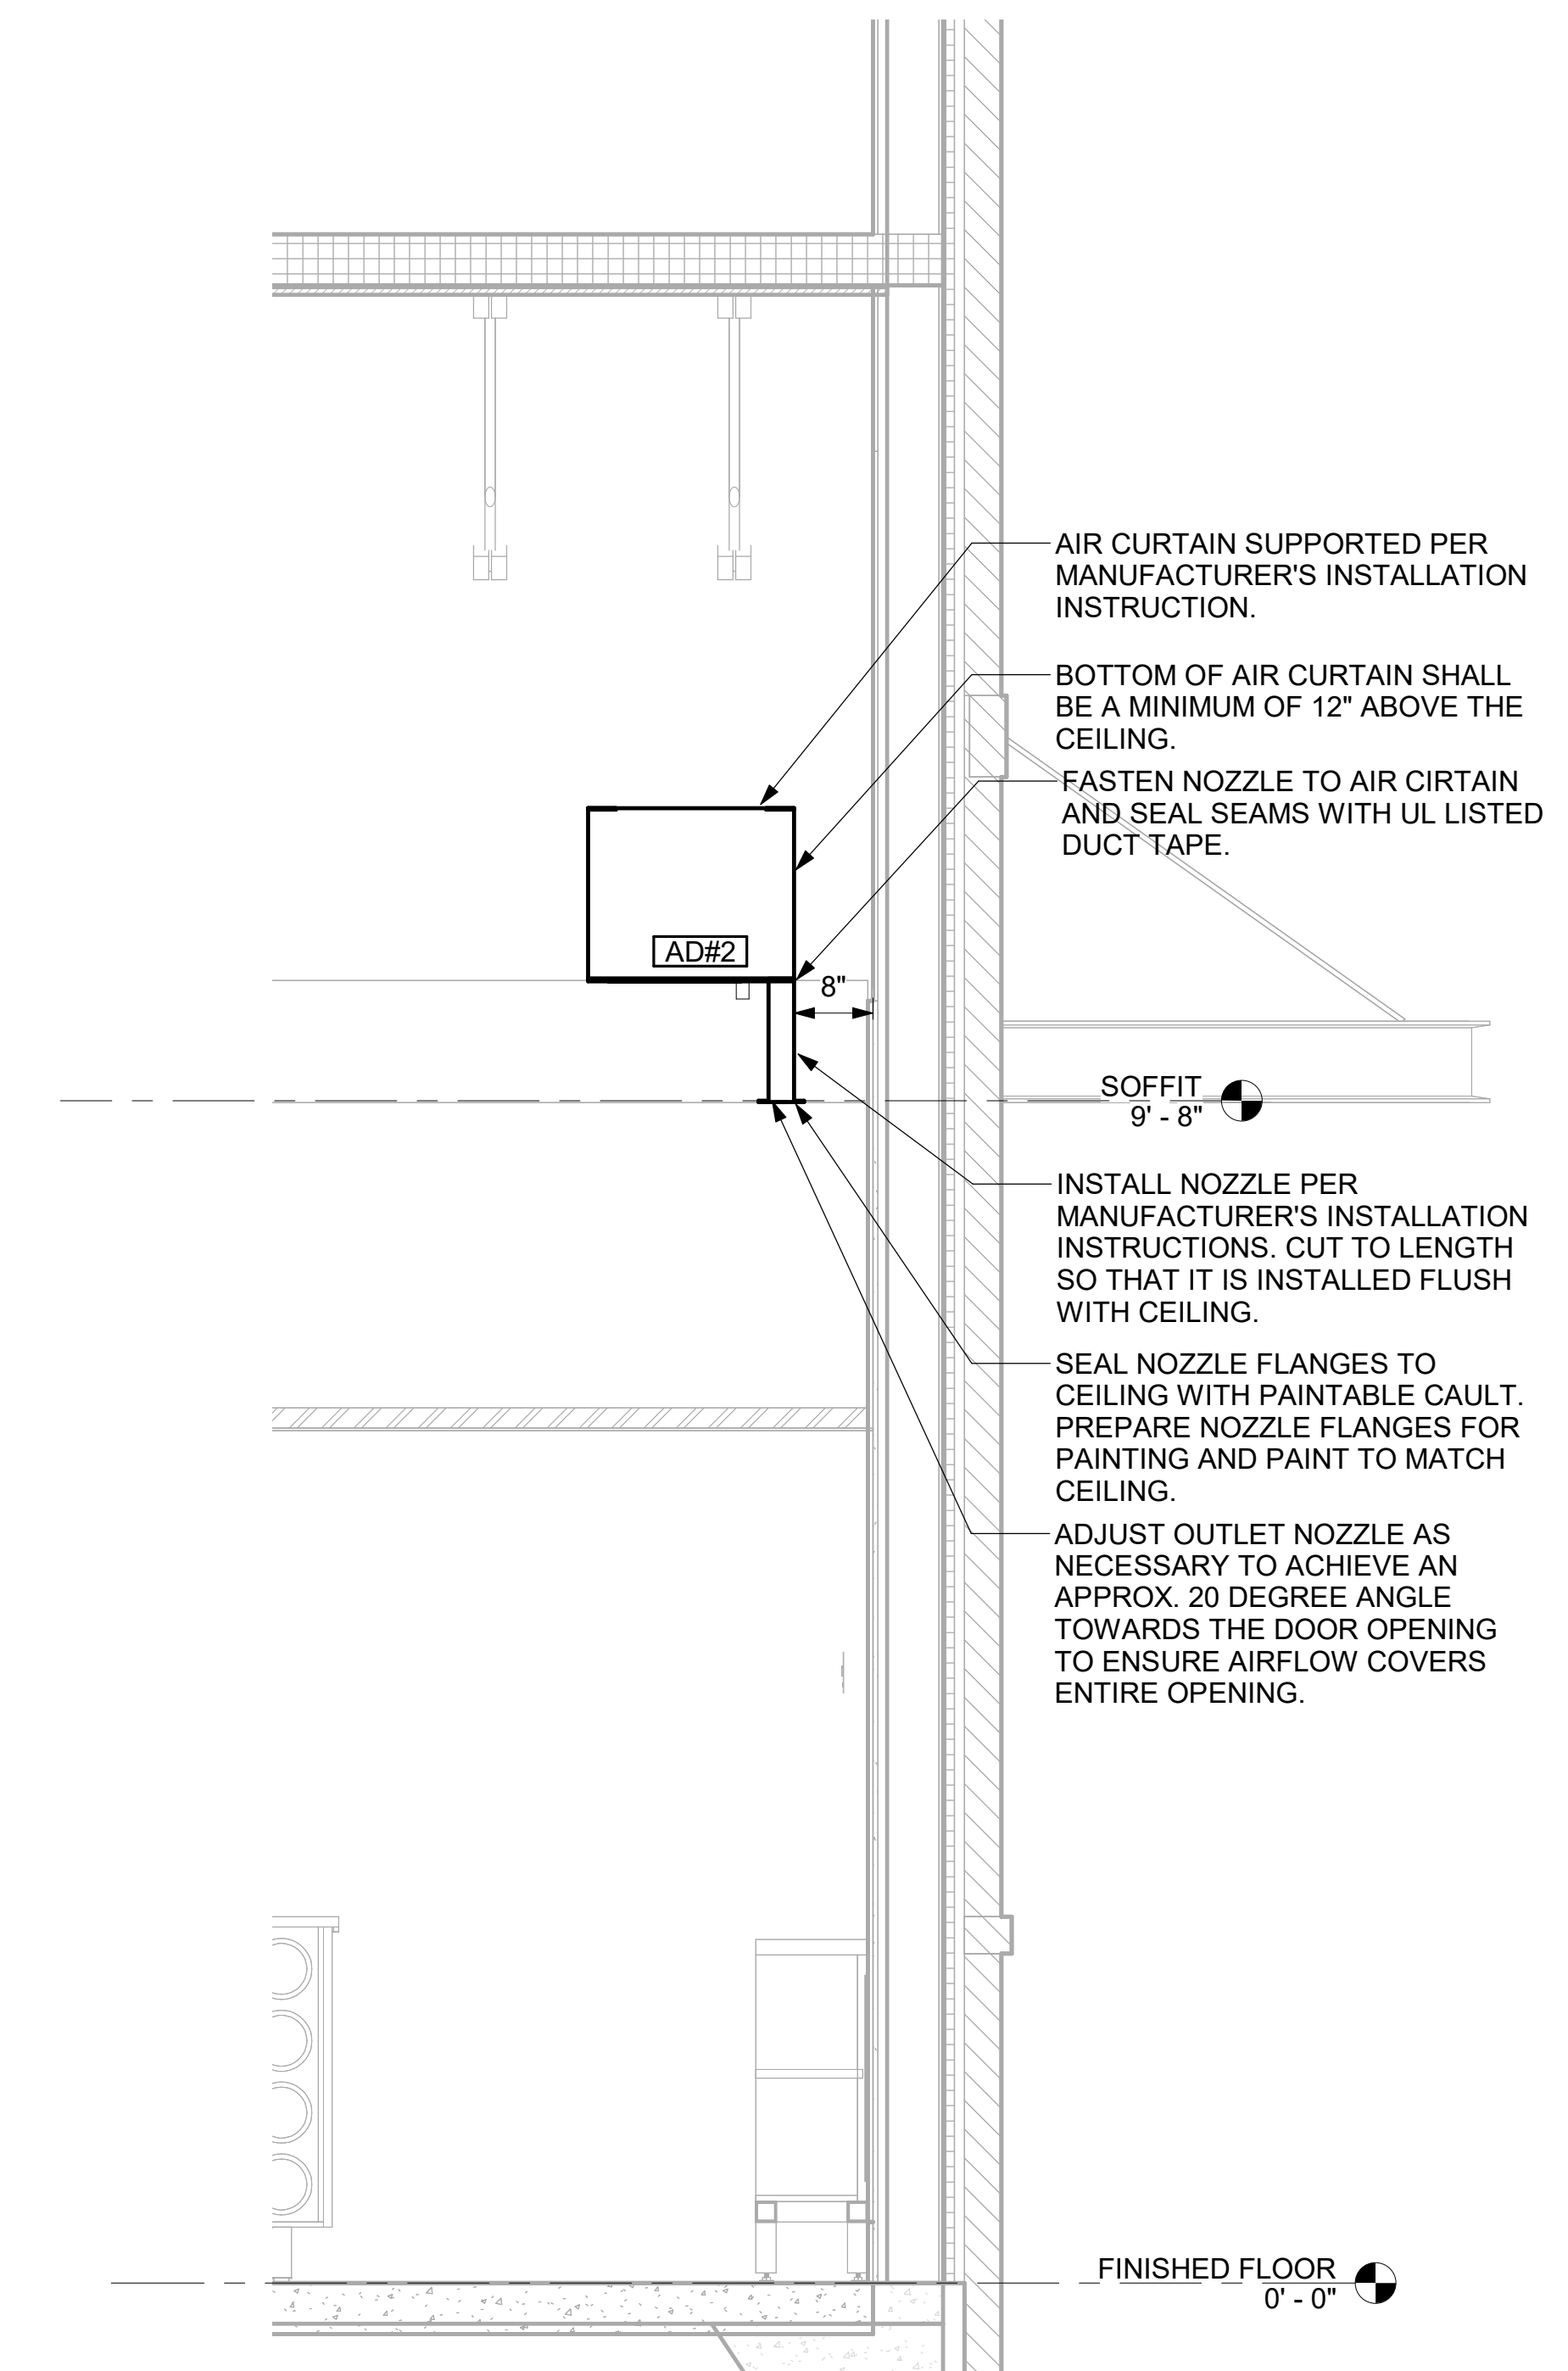 AIR CURTAIN SUPPORTED PER
MANUFACTURER'S INSTALLATION
INSTRUCTION.
BOTTOM OF AIR CURTAIN SHALL
BE A MINIMUM OF 12" ABOVE THE
CEILING.
FASTEN NOZZLE TO AIR CIRTAIN
AND SEAL SEAMS WITH UL LISTED
DUCT TAPE.
AD#2
8"
SOFFIT
9' - 8"
INSTALL NOZZLE PER
MANUFACTURER'S INSTALLATION
INSTRUCTIONS. CUT TO LENGTH
SO THAT IT IS INSTALLED FLUSH
WITH CEILING.
SEAL NOZZLE FLANGES TO
CEILING WITH PAINTABLE CAULT.
PREPARE NOZZLE FLANGES FOR
PAINTING AND PAINT TO MATCH
CEILING.
ADJUST OUTLET NOZZLE AS
NECESSARY TO ACHIEVE AN
APPROX. 20 DEGREE ANGLE
TOWARDS THE DOOR OPENING
TO ENSURE AIRFLOW COVERS
ENTIRE OPENING.
FINISHED FLOOR
0' - 0"